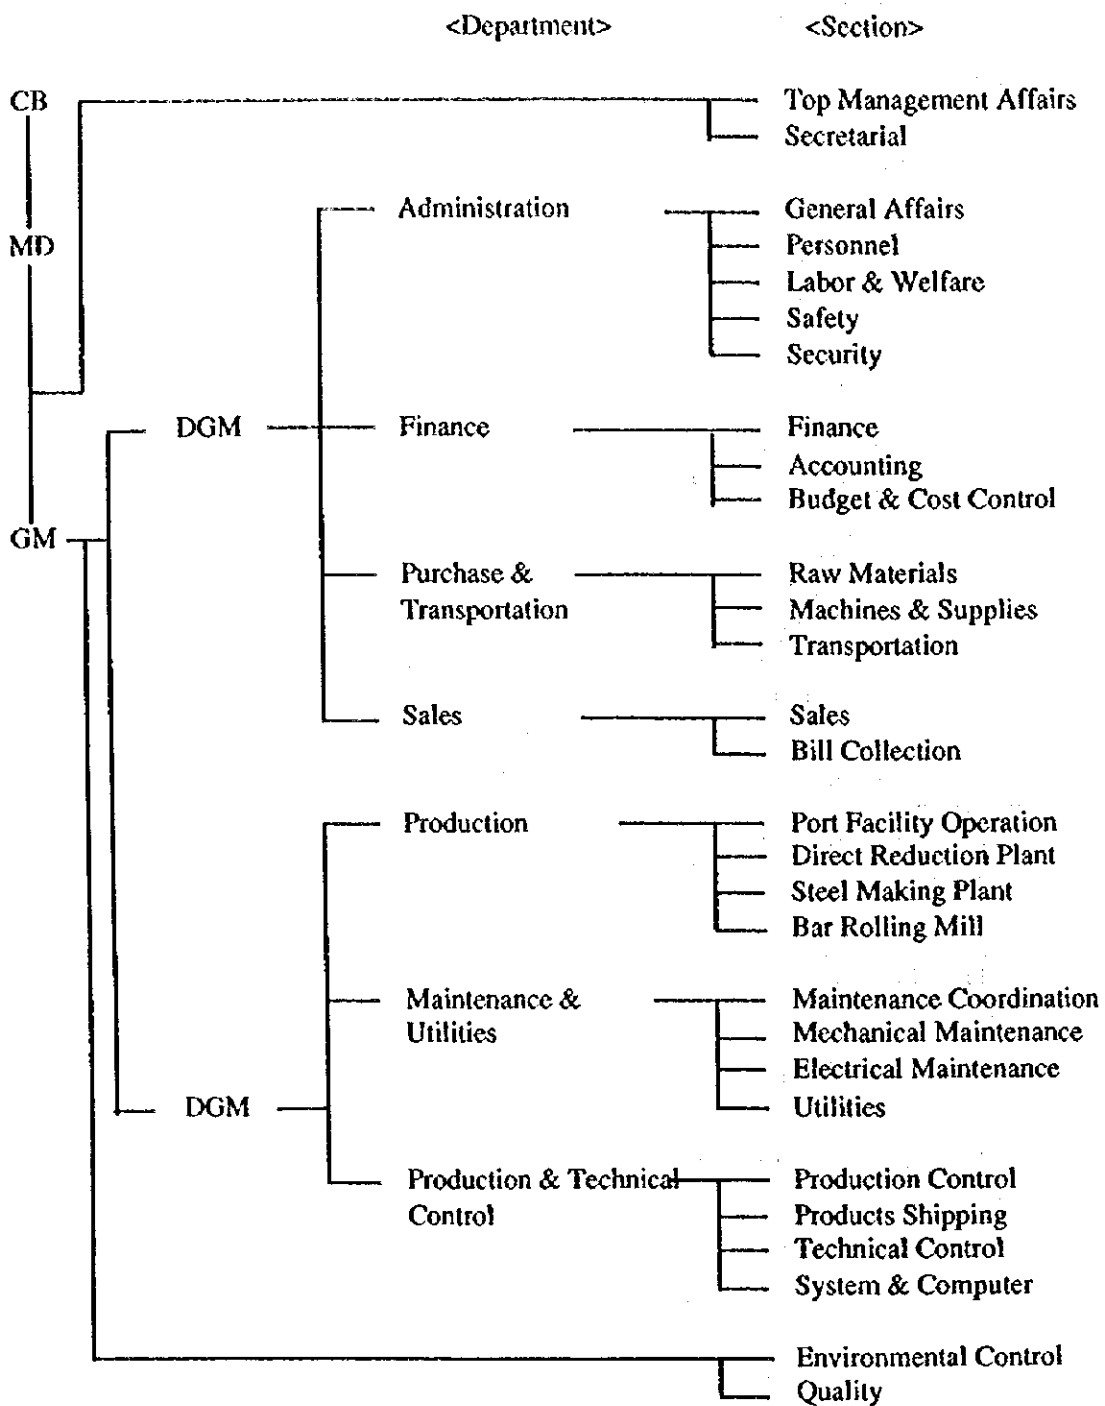 <Department> <Section>
CB Top Management Affairs
Secretarial
Administration General Affairs
MD Personnel
Labor & Welfare
Safety
Security
DGM Finance Finance
Accounting
Budget & Cost Control
GM
Purchase & Raw Materials
Transportation Machines & Supplies
Transportation
Sales Sales
Bill Collection
Production Port Facility Operation
Direct Reduction Plant
Steel Making Plant
Bar Rolling Mill
Maintenance & Maintenance Coordination
Utilities Mechanical Maintenance
Electrical Maintenance
DGM Utilities
Production & Technical Production Control
Control Products Shipping
Technical Control
System & Computer
Environmental Control
Quality